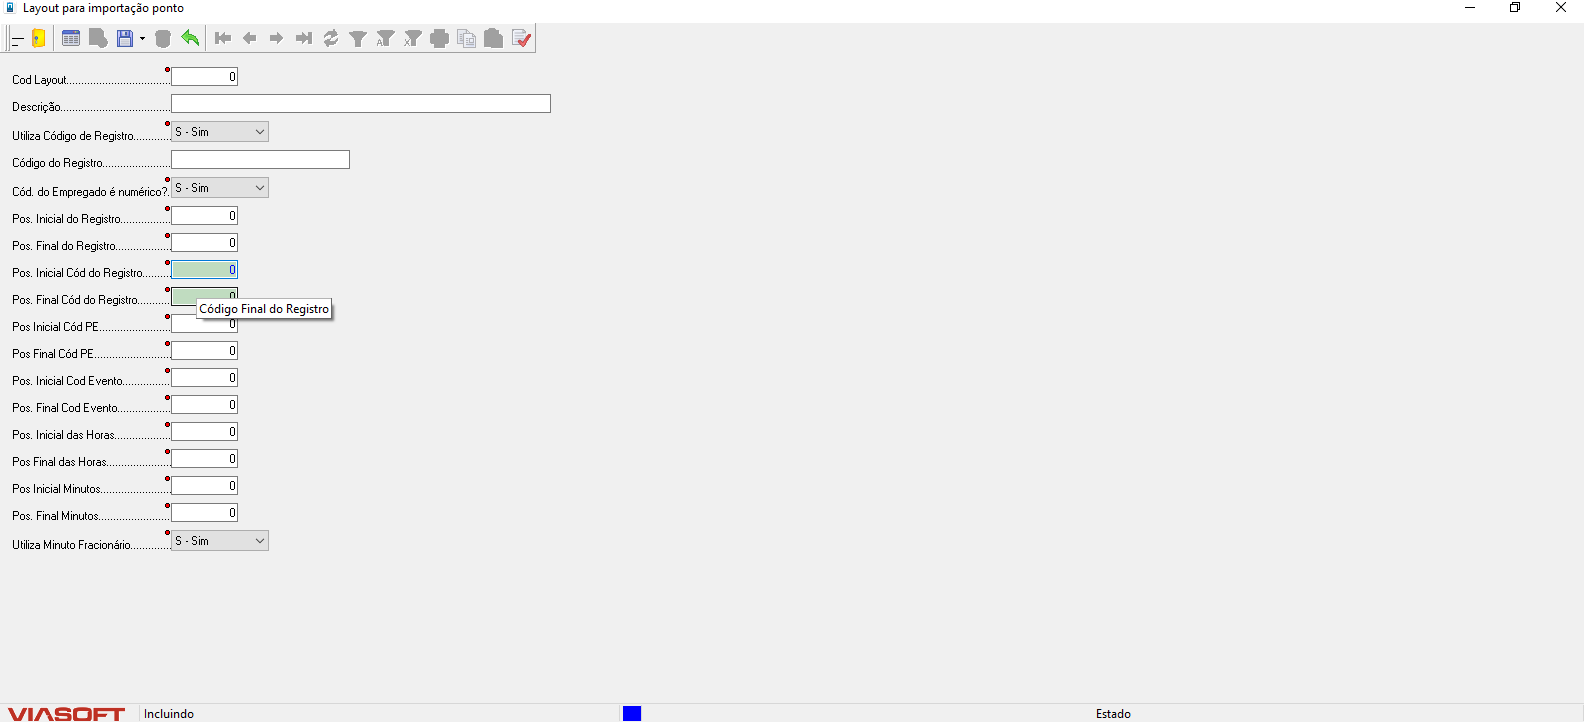 Layout para importação ponto
Cod Layout 0
Descrição
Utiliza Código de Registro S - Sim
Código do Registro
Cód. do Empregado é numérico? S - Sim
Pos. Inicial do Registro 0
Pos. Final do Registro 0
Pos. Inicial Cód do Registro 0
Pos. Final Cód do Registro 0
Código Final do Registro
Pos Inicial Cód PE 0
Pos Final Cód PE 0
Pos. Inicial Cod Evento 0
Pos. Final Cod Evento 0
Pos. Inicial das Horas 0
Pos Final das Horas 0
Pos Inicial Minutos 0
Pos. Final Minutos 0
Utiliza Minuto Fracionário S - Sim
VIASOFT Incluindo Estado